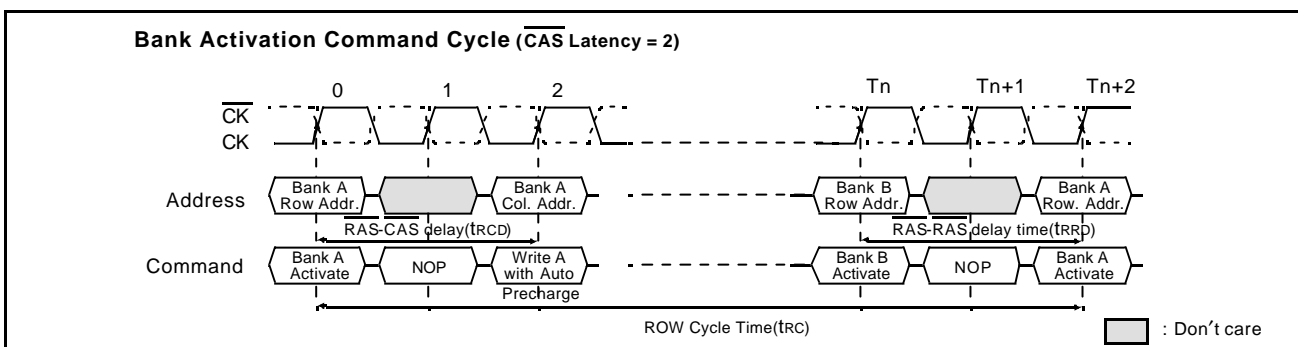 Bank Activation Command Cycle (CAS Latency = 2)
0 1 2 Tn Tn+1 Tn+2
CK
CK
Address
Bank A
Row Addr.
Bank A
Col. Addr.
Bank B
Row Addr.
Bank A
Row. Addr.
RAS-CAS delay(tRCD)
RAS-RAS delay time(tRRD)
Command
Bank A
Activate
NOP
Write A
with Auto
Precharge
Bank B
Activate
NOP
Bank A
Activate
ROW Cycle Time(tRC)
: Don′t care